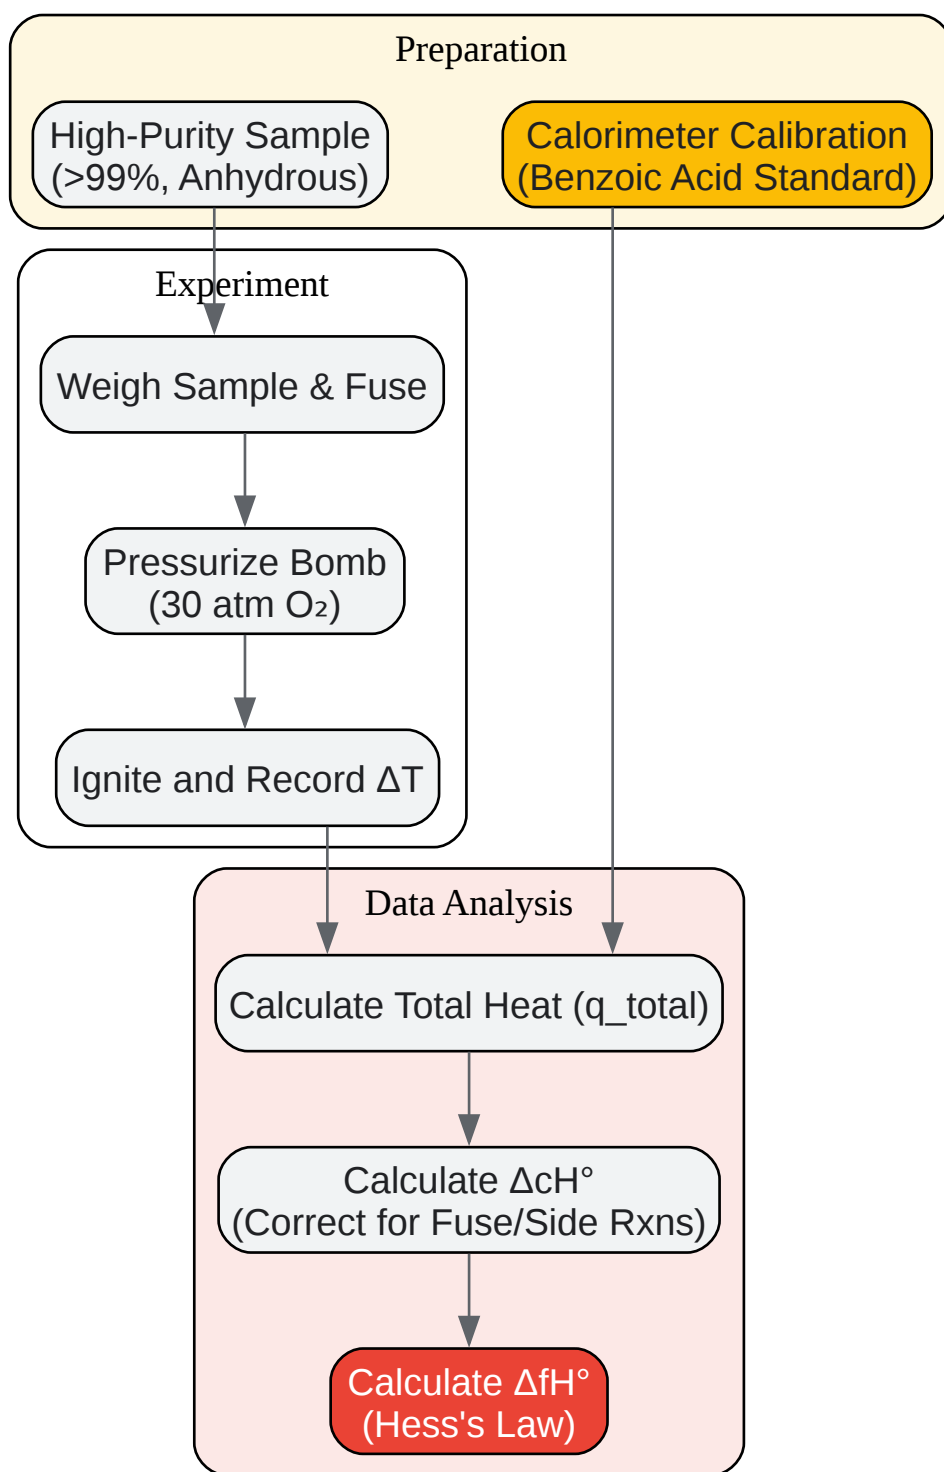 Preparation
High-Purity Sample
(>99%, Anhydrous)
Calorimeter Calibration
(Benzoic Acid Standard)
Experiment
Weigh Sample & Fuse
Pressurize Bomb
(30 atm O₂)
Ignite and Record ΔT
Data Analysis
Calculate Total Heat (q_total)
Calculate ΔcH°
(Correct for Fuse/Side Rxns)
Calculate ΔfH°
(Hess's Law)